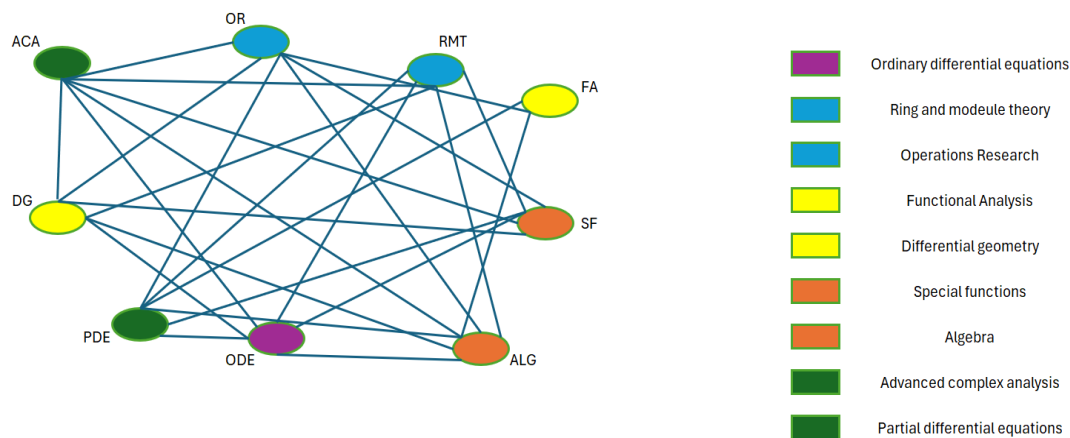 OR
ACA
RMT
FA
DG
SF
PDE
ODE
ALG
Ordinary differential equations
Ring and modeule theory
Operations Research
Functional Analysis
Differential geometry
Special functions
Algebra
Advanced complex analysis
Partial differential equations